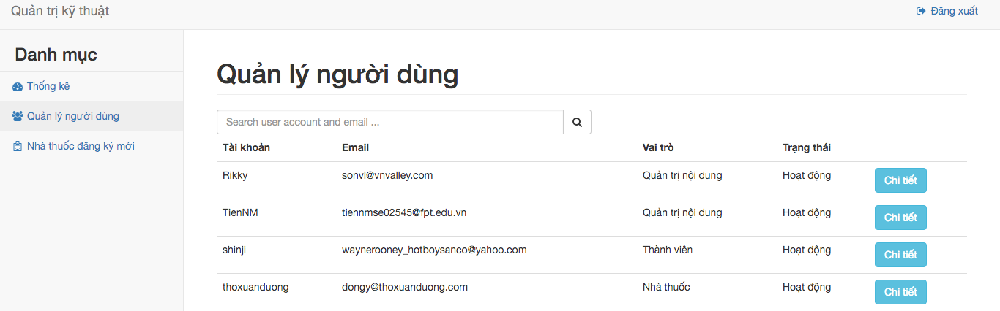 Quản trị kỹ thuật
Đăng xuất
Danh mục
Thống kê
Quản lý người dùng
Nhà thuốc đăng ký mới
Quản lý người dùng
Search user account and email ...
Tài khoản Email Vai trò Trạng thái
Rikky sonvl@vnvalley.com Quản trị nội dung Hoạt động Chi tiết
TienNM tiennmse02545@fpt.edu.vn Quản trị nội dung Hoạt động Chi tiết
shinji waynerooney_hotboysanco@yahoo.com Thành viên Hoạt động Chi tiết
thoxuanduong dongy@thoxuanduong.com Nhà thuốc Hoạt động Chi tiết